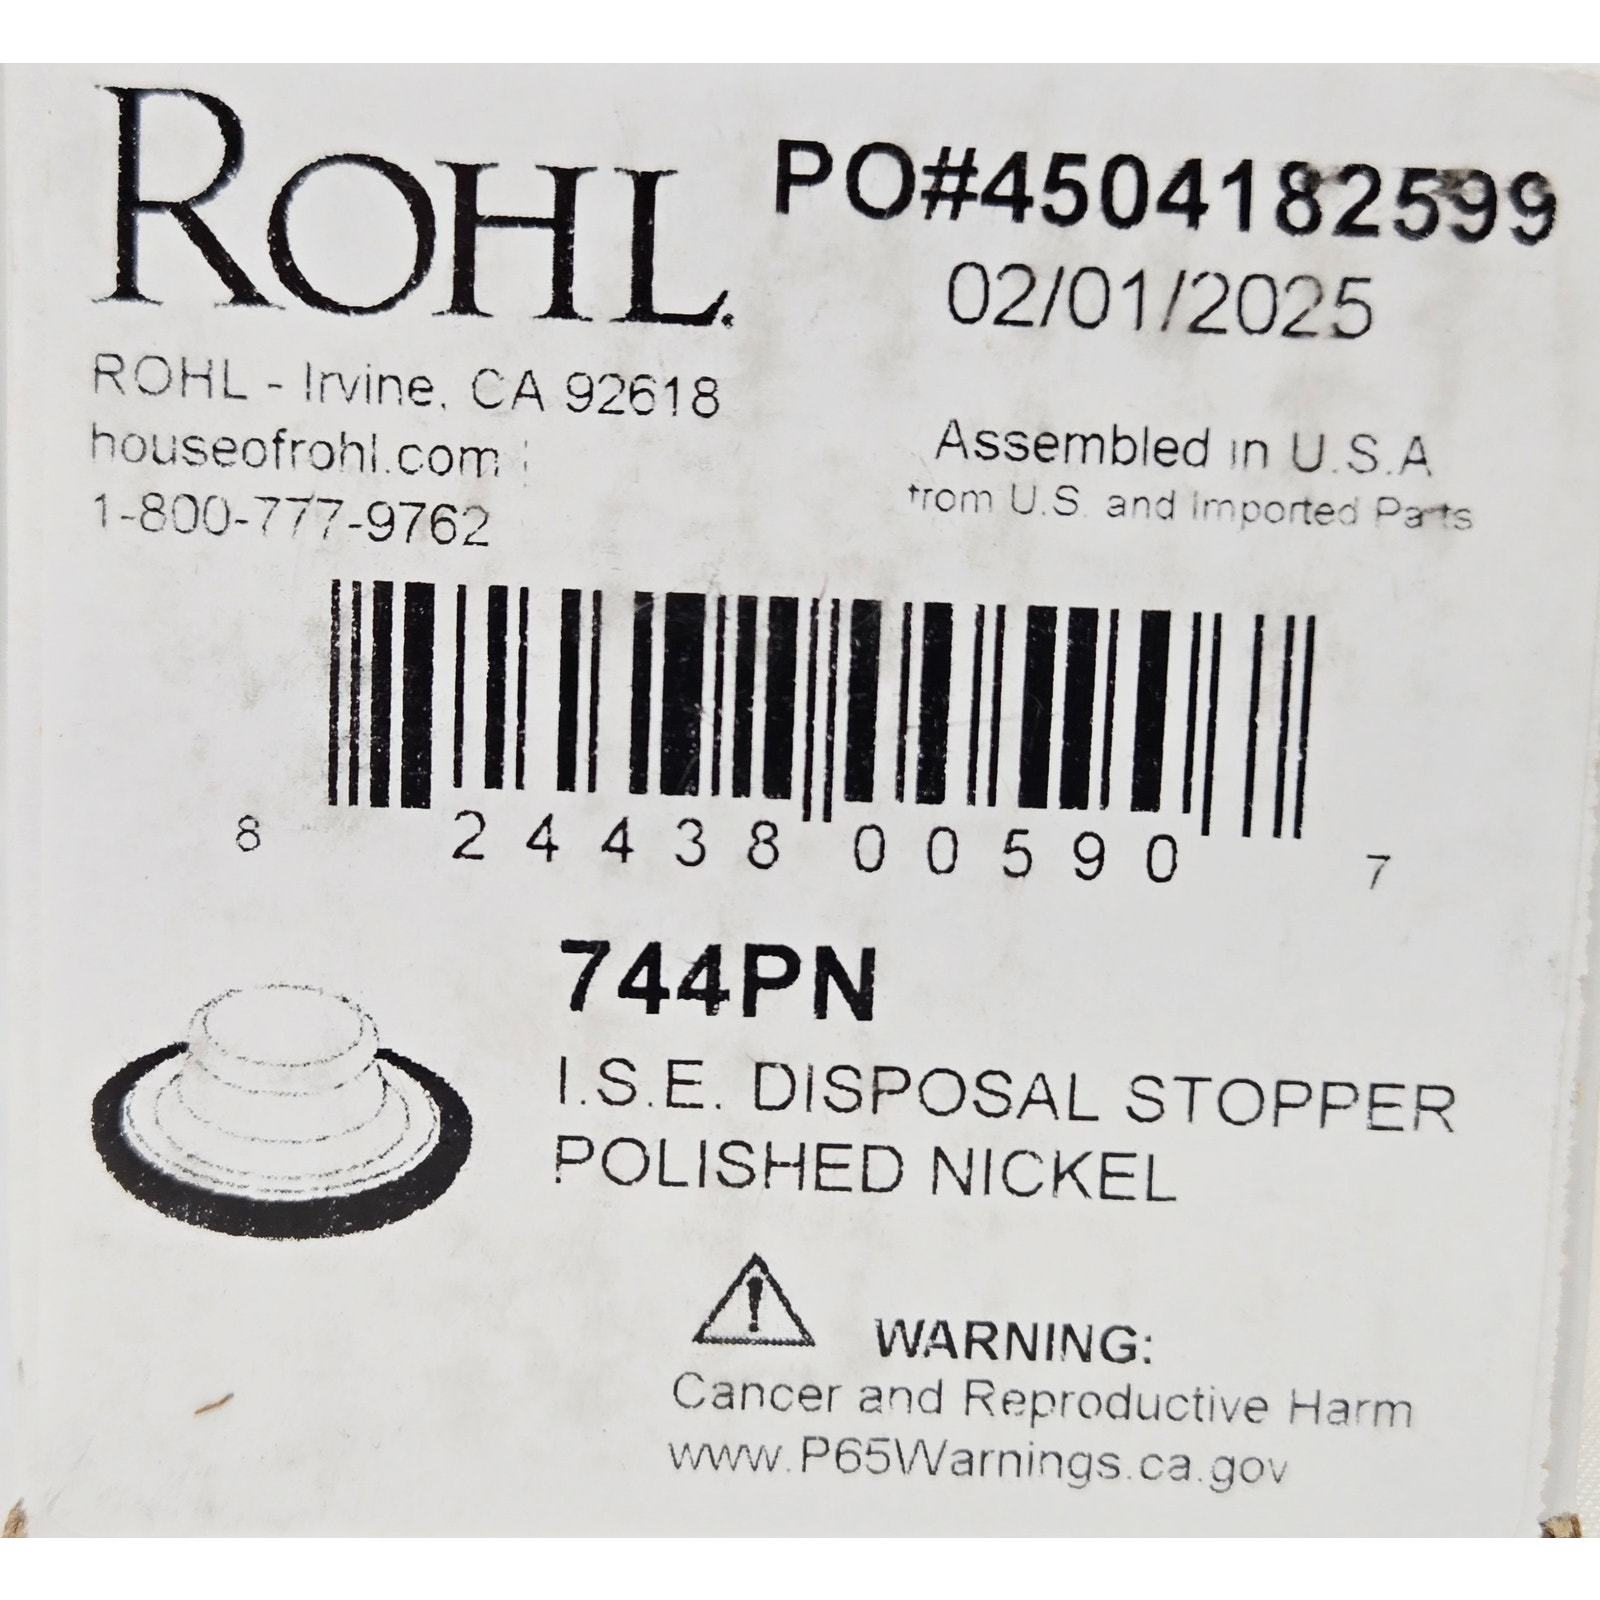 ROHL.
PO#4504182599
02/01/2025
ROHL - Irvine, CA 92618
houseofrohl.com
1-800-777-9762
Assembled in U.S.A
from U.S. and Imported Parts
8 24438 00590 7
744PN
I.S.E. DISPOSAL STOPPER
POLISHED NICKEL
WARNING:
Cancer and Reproductive Harm
www.P65Warnings.ca.gov